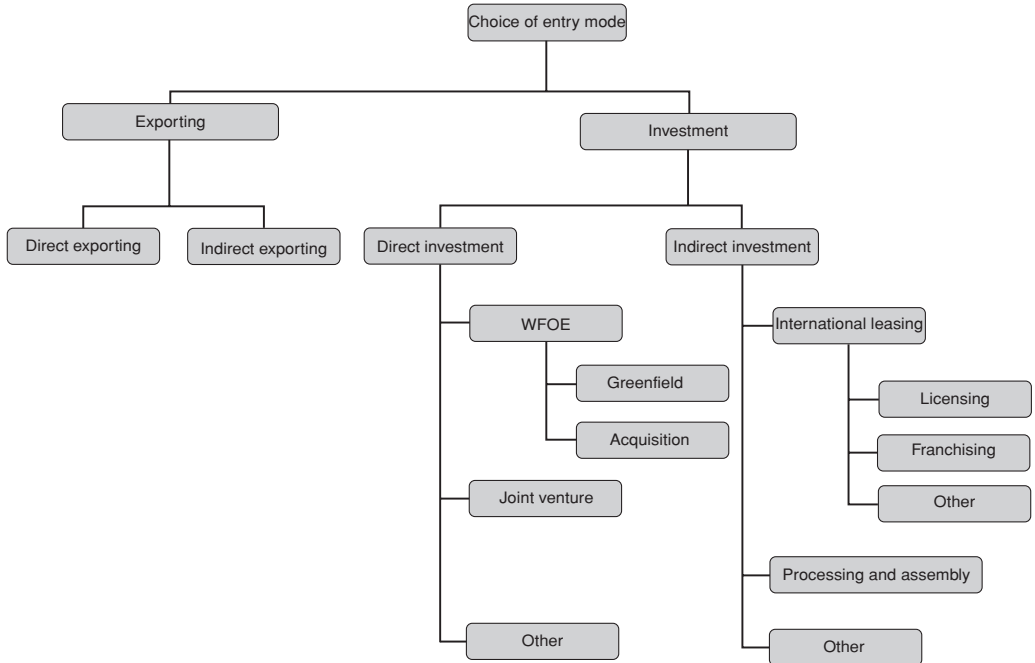 Choice of entry mode
Exporting
Investment
Direct exporting
Indirect exporting
Direct investment
Indirect investment
WFOE
Greenfield
Acquisition
Joint venture
Other
International leasing
Licensing
Franchising
Other
Processing and assembly
Other